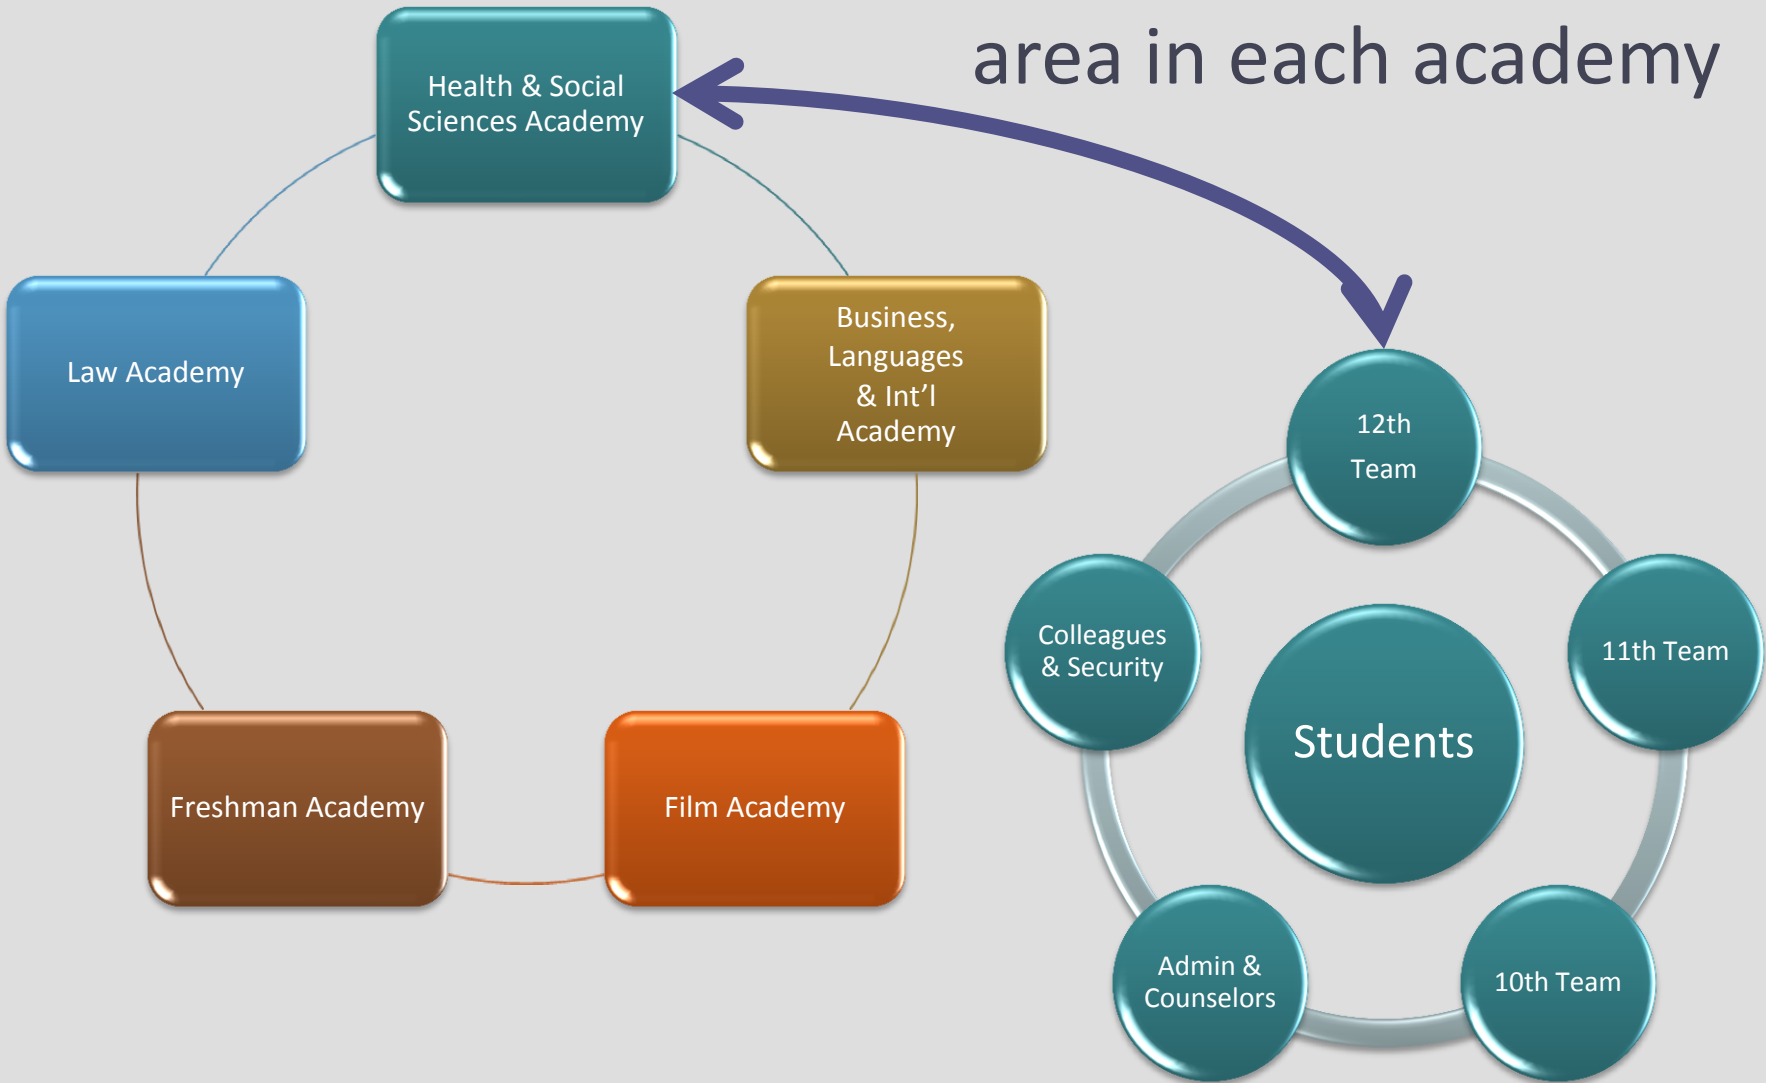 area in each academy
Health & Social
Sciences Academy
Law Academy
Business,
Languages
& Int’l
Academy
Freshman Academy
Film Academy
12th
Team
Colleagues
& Security
11th Team
Students
Admin &
Counselors
10th Team